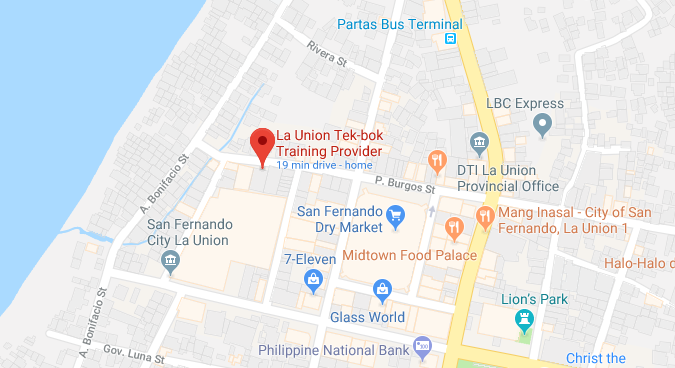 Partas Bus Terminal
Rivera St
LBC Express
La Union Tek-bok
Training Provider
19 min drive - home
DTI La Union
Provincial Office
P. Burgos St
A. Bonifacio St
San Fernando
Dry Market
Mang Inasal - City of San
Fernando, La Union 1
San Fernando
City La Union
Midtown Food Palace
7-Eleven
Halo-Halo d
Lion's Park
Glass World
A. Bonifacio St
Gov. Luna St
Philippine National Bank
Christ the